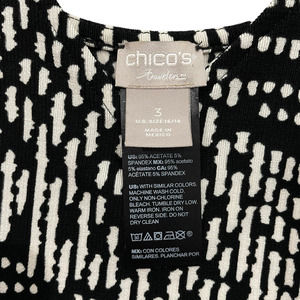 chico's
travelers
3
U.S. SIZE 16/14
MADE IN
MEXICO
US: 95% ACETATE 5%
SPANDEX MX: 95% acetato
5% elastano CA: 95%
ACETATE 5% SPANDEX
US: WITH SIMILAR COLORS.
MACHINE WASH COLD.
ONLY NON-CHLORINE
BLEACH. TUMBLE DRY LOW.
WARM IRON. IRON ON
REVERSE SIDE. DO NOT
DRY CLEAN
MX: CON COLORES
SIMILARES. PLANCHAR POR